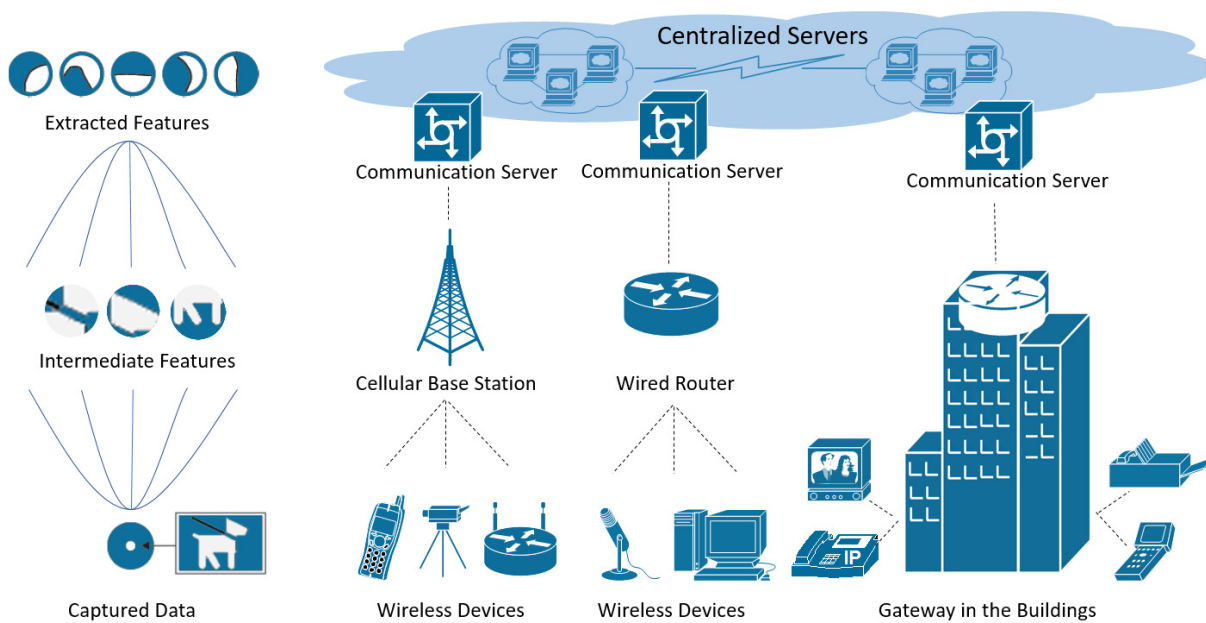 Centralized Servers
Extracted Features
Communication Server
Communication Server
Communication Server
Intermediate Features
Cellular Base Station
Wired Router
IP
Captured Data
Wireless Devices
Wireless Devices
Gateway in the Buildings